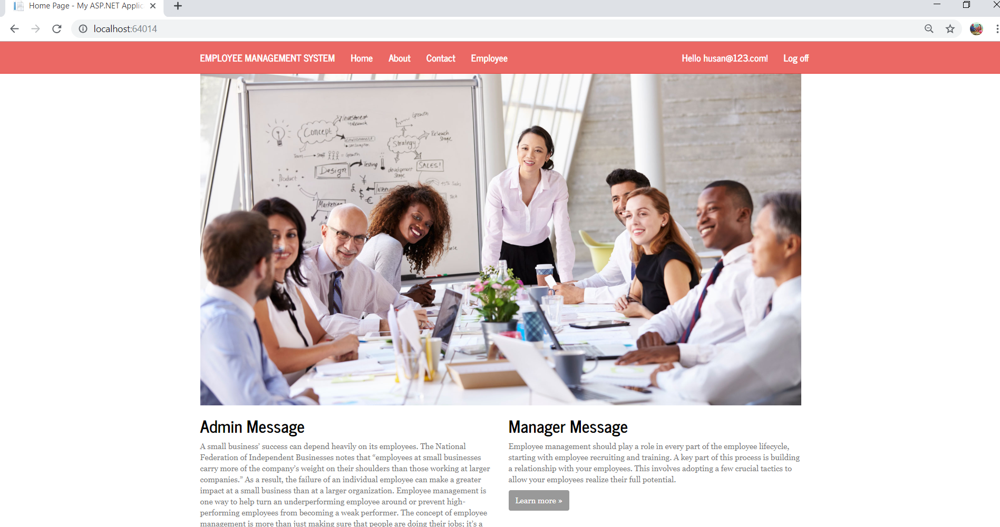 Home Page - My ASP.NET Applic
localhost:64014
EMPLOYEE MANAGEMENT SYSTEM Home About Contact Employee Hello husan@123.com! Log off
Growth
Investment
&Research
Concept
Research
Stage
environment
consumption
Strategy
Team Staff = Growth
SALES!
Testing
Design
development
Stage
Product
¥
£ $ €
Inter
45% Sales
Tech
Marketing
phase
Admin Message
A small business’ success can depend heavily on its employees. The National
Federation of Independent Businesses notes that “employees at small businesses
carry more of the company’s weight on their shoulders than those working at larger
companies.” As a result, the failure of an individual employee can make a greater
impact at a small business than at a larger organization. Employee management is
one way to help turn an underperforming employee around or prevent high-
performing employees from becoming a weak performer. The concept of employee
management is more than just making sure that people are doing their jobs; it’s a
Manager Message
Employee management should play a role in every part of the employee lifecycle,
starting with employee recruiting and training. A key part of this process is building
a relationship with your employees. This involves adopting a few crucial tactics to
allow your employees realize their full potential.
Learn more »